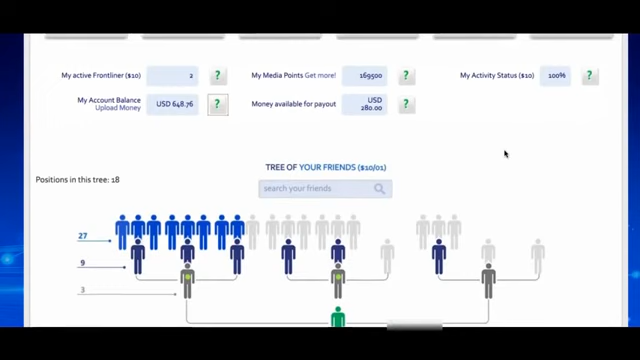 My active Frontliner ($10) 2 ?
My Media Points Get more! 169500 ?
My Activity Status ($10) 100% ?
My Account Balance
Upload Money
USD 648.76 ?
Money available for payout
USD
280.00
?
TREE OF YOUR FRIENDS ($10/01)
Positions in this tree: 18
search your friends
27
9
3